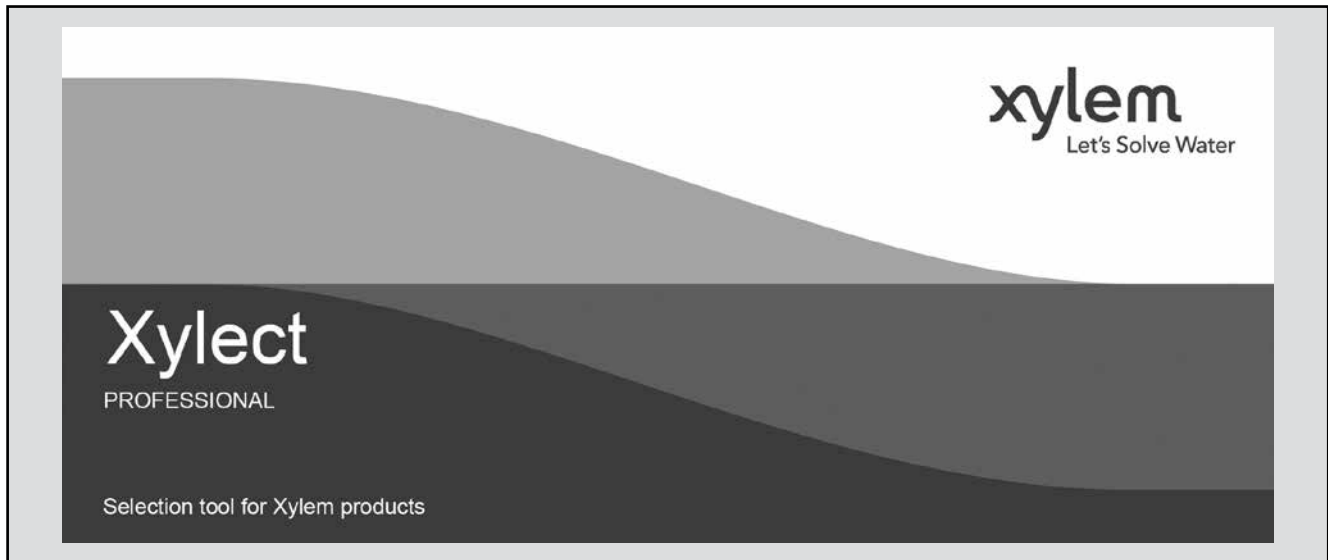 xylem
Let's Solve Water
Xylect
PROFESSIONAL
Selection tool for Xylem products